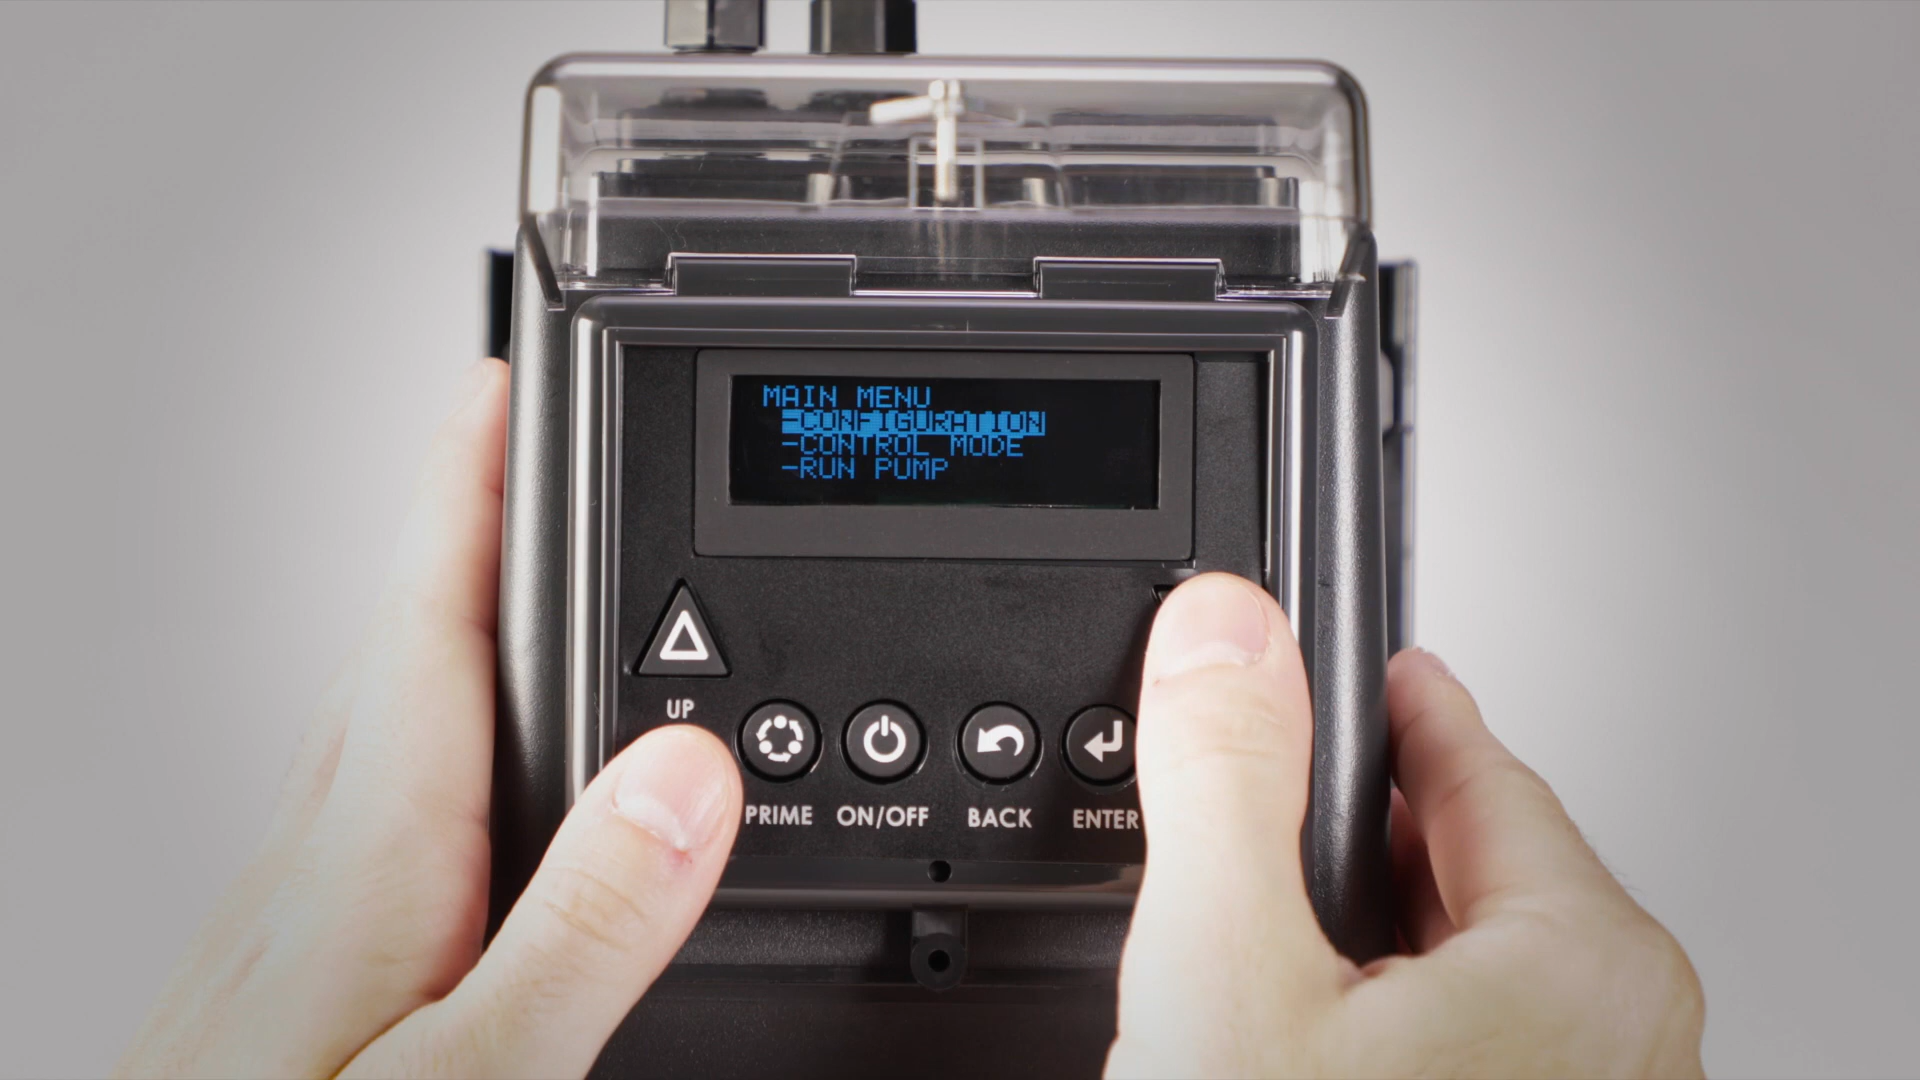 MAIN MENU
-CONFIGURATION
-CONTROL MODE
-RUN PUMP
UP
PRIME
ON/OFF
BACK
ENTER